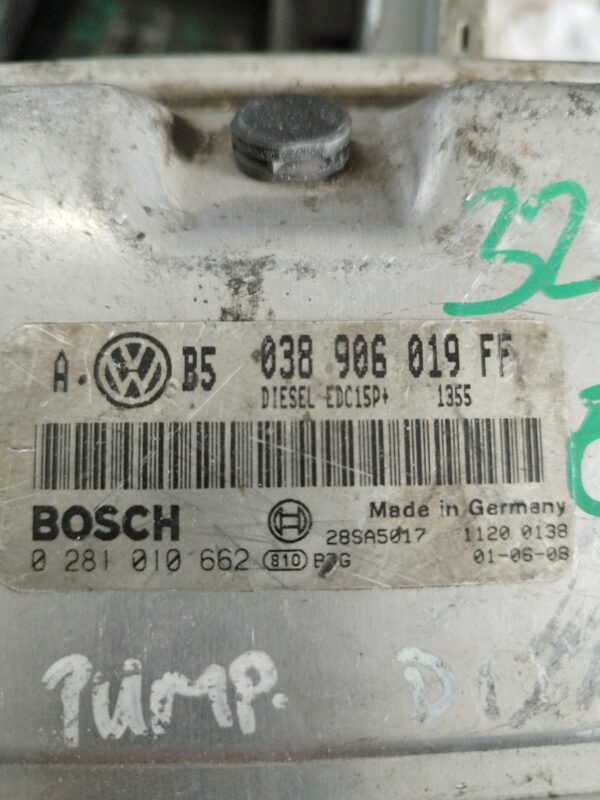 32
A. B5 038 906 019 FF
DIESEL EDC15P+ 1355
BOSCH Made in Germany
28SA5017 1120 0138
0 281 010 662 810 B7G 01-06-08
PUMP.